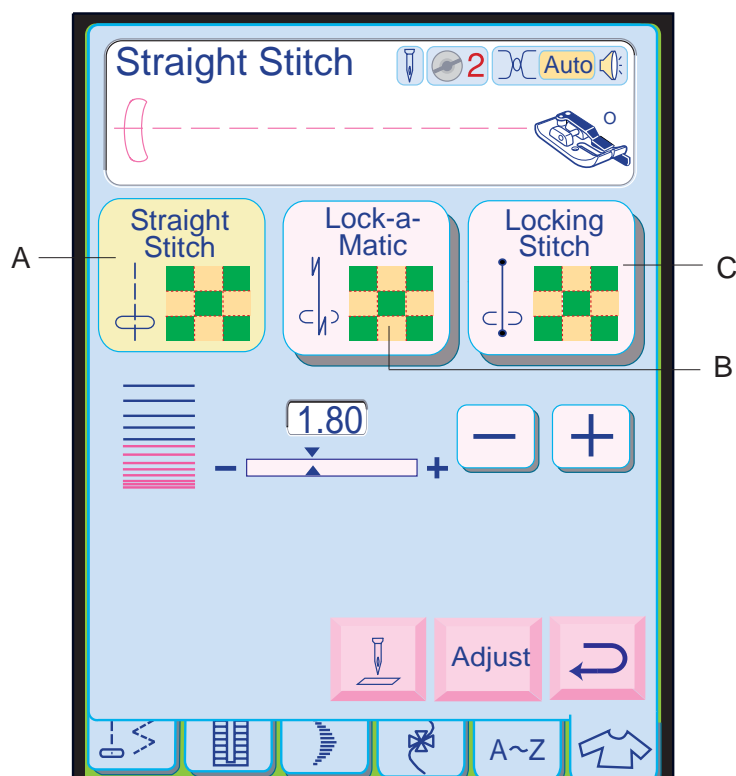 Straight Stitch 2 Auto O
Straight
Stitch
Lock-a-
Matic
Locking
Stitch
A
C
B
1.80
- +
− +
Adjust
A~Z